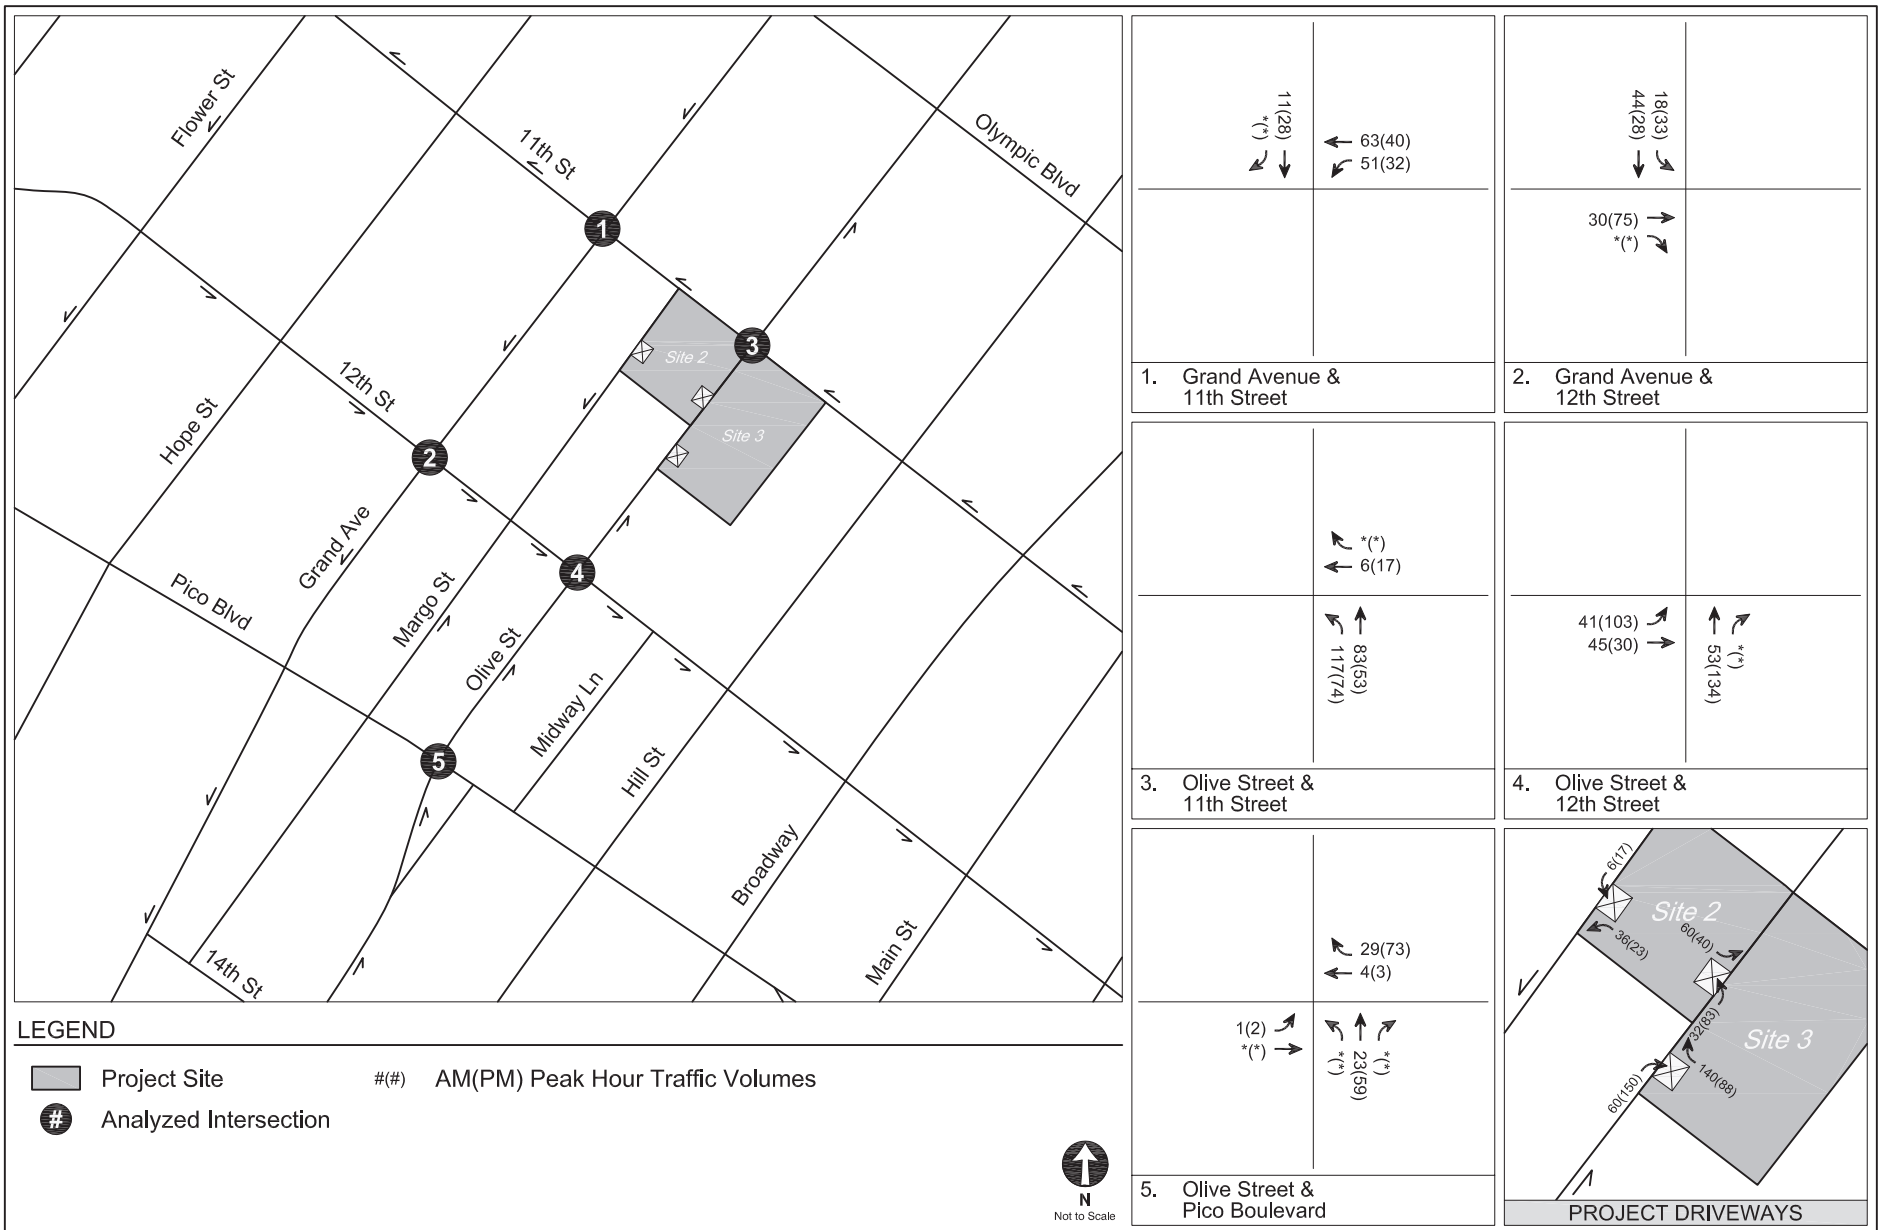 Flower St
11th St
Olympic Blvd
1
3
Site 2
Site 3
12th St
Hope St
2
Grand Ave
4
Margo St
Pico Blvd
Olive St
Midway Ln
5
Hill St
Broadway
Main St
14th St
LEGEND
Project Site
#(#) AM(PM) Peak Hour Traffic Volumes
# Analyzed Intersection
N
Not to Scale
*(*)
11(28)
63(40)
51(32)
1. Grand Avenue &
11th Street
44(28)
18(33)
30(75)
*(*)
2. Grand Avenue &
12th Street
*(*)
6(17)
117(74)
83(53)
3. Olive Street &
11th Street
41(103)
45(30)
53(134)
*(*)
4. Olive Street &
12th Street
29(73)
4(3)
1(2)
*(*)
*(*)
23(59)
*(*)
5. Olive Street &
Pico Boulevard
6(17)
Site 2
36(23)
60(40)
32(83)
Site 3
140(88)
60(150)
PROJECT DRIVEWAYS